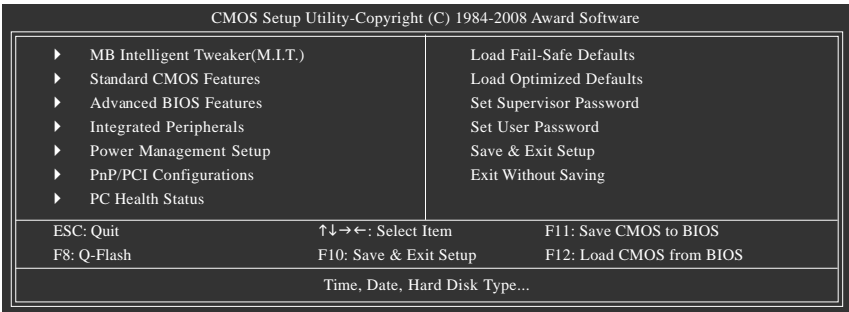 CMOS Setup Utility-Copyright (C) 1984-2008 Award Software
MB Intelligent Tweaker(M.I.T.)
Standard CMOS Features
Advanced BIOS Features
Integrated Peripherals
Power Management Setup
PnP/PCI Configurations
PC Health Status
Load Fail-Safe Defaults
Load Optimized Defaults
Set Supervisor Password
Set User Password
Save & Exit Setup
Exit Without Saving
ESC: Quit ↑↓→←: Select Item F11: Save CMOS to BIOS
F8: Q-Flash F10: Save & Exit Setup F12: Load CMOS from BIOS
Time, Date, Hard Disk Type...